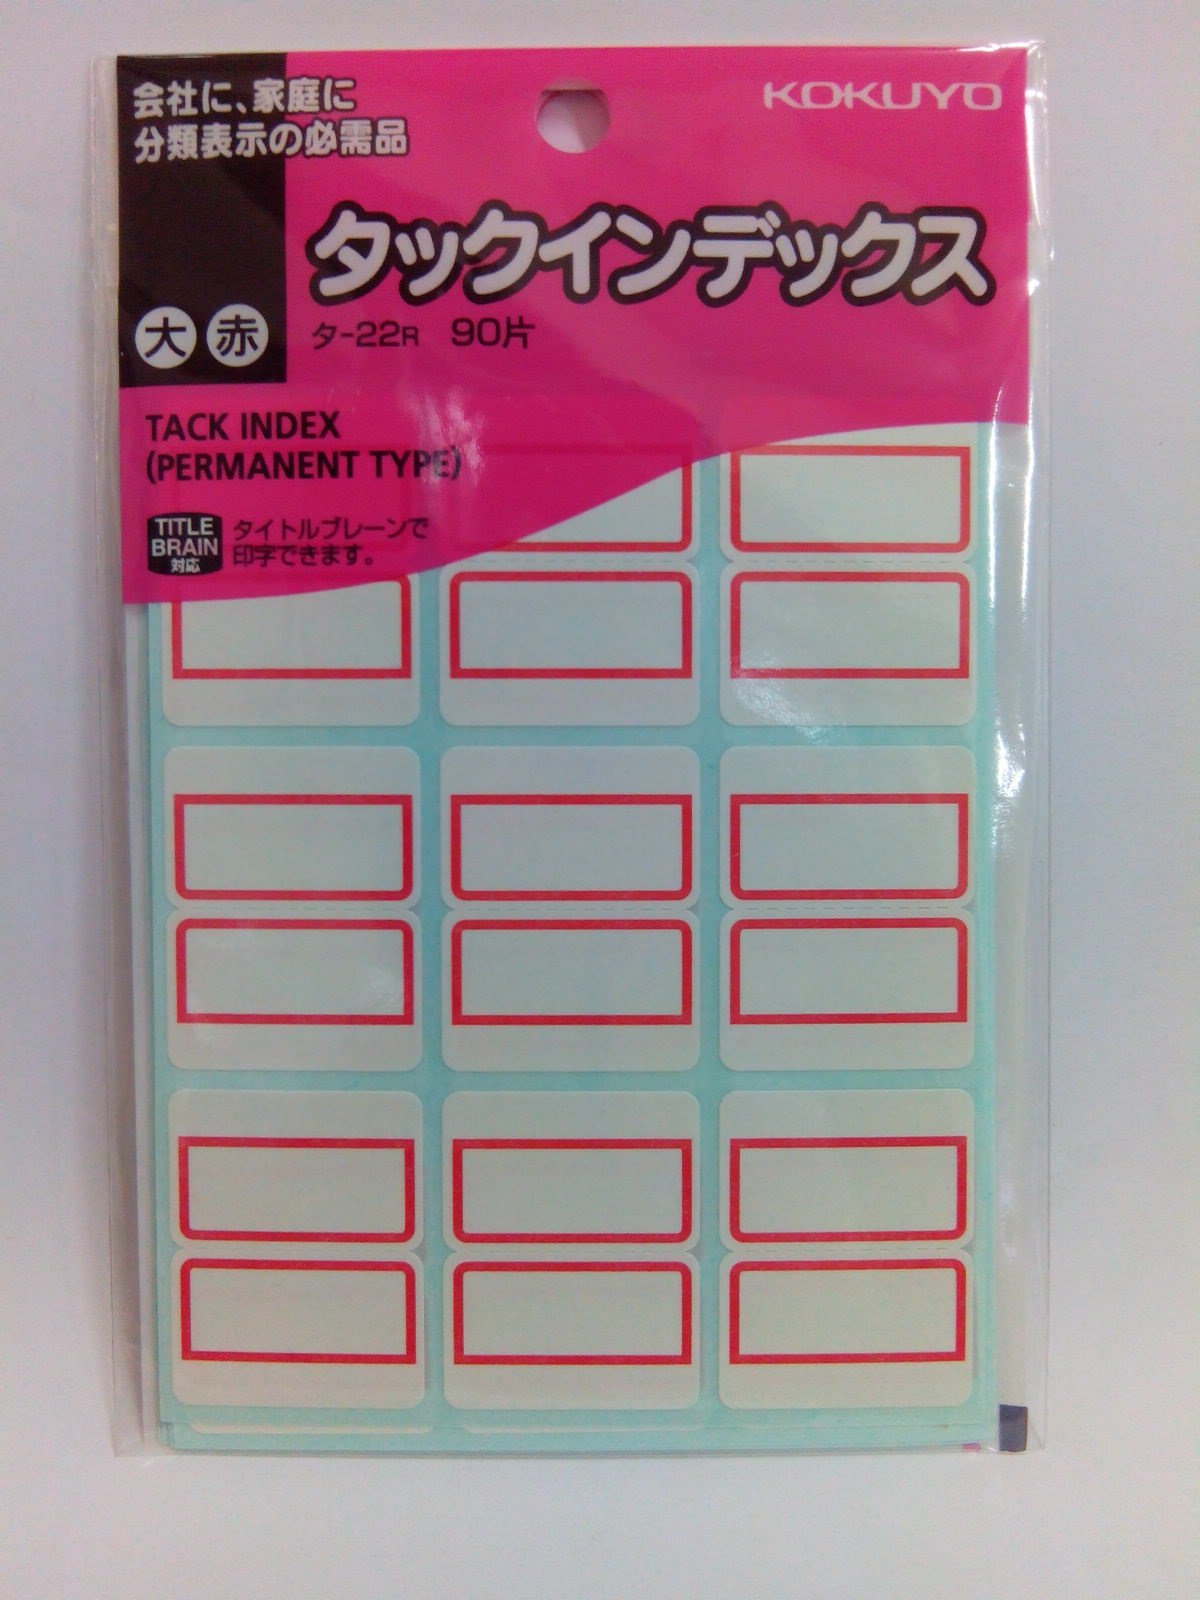 会社に、家庭に
分類表示の必需品
KOKUYO
タックインデックス
大 赤
タ-22R 90片
TACK INDEX
(PERMANENT TYPE)
TITLE
BRAIN
対応
タイトルブレーンで
印字できます。